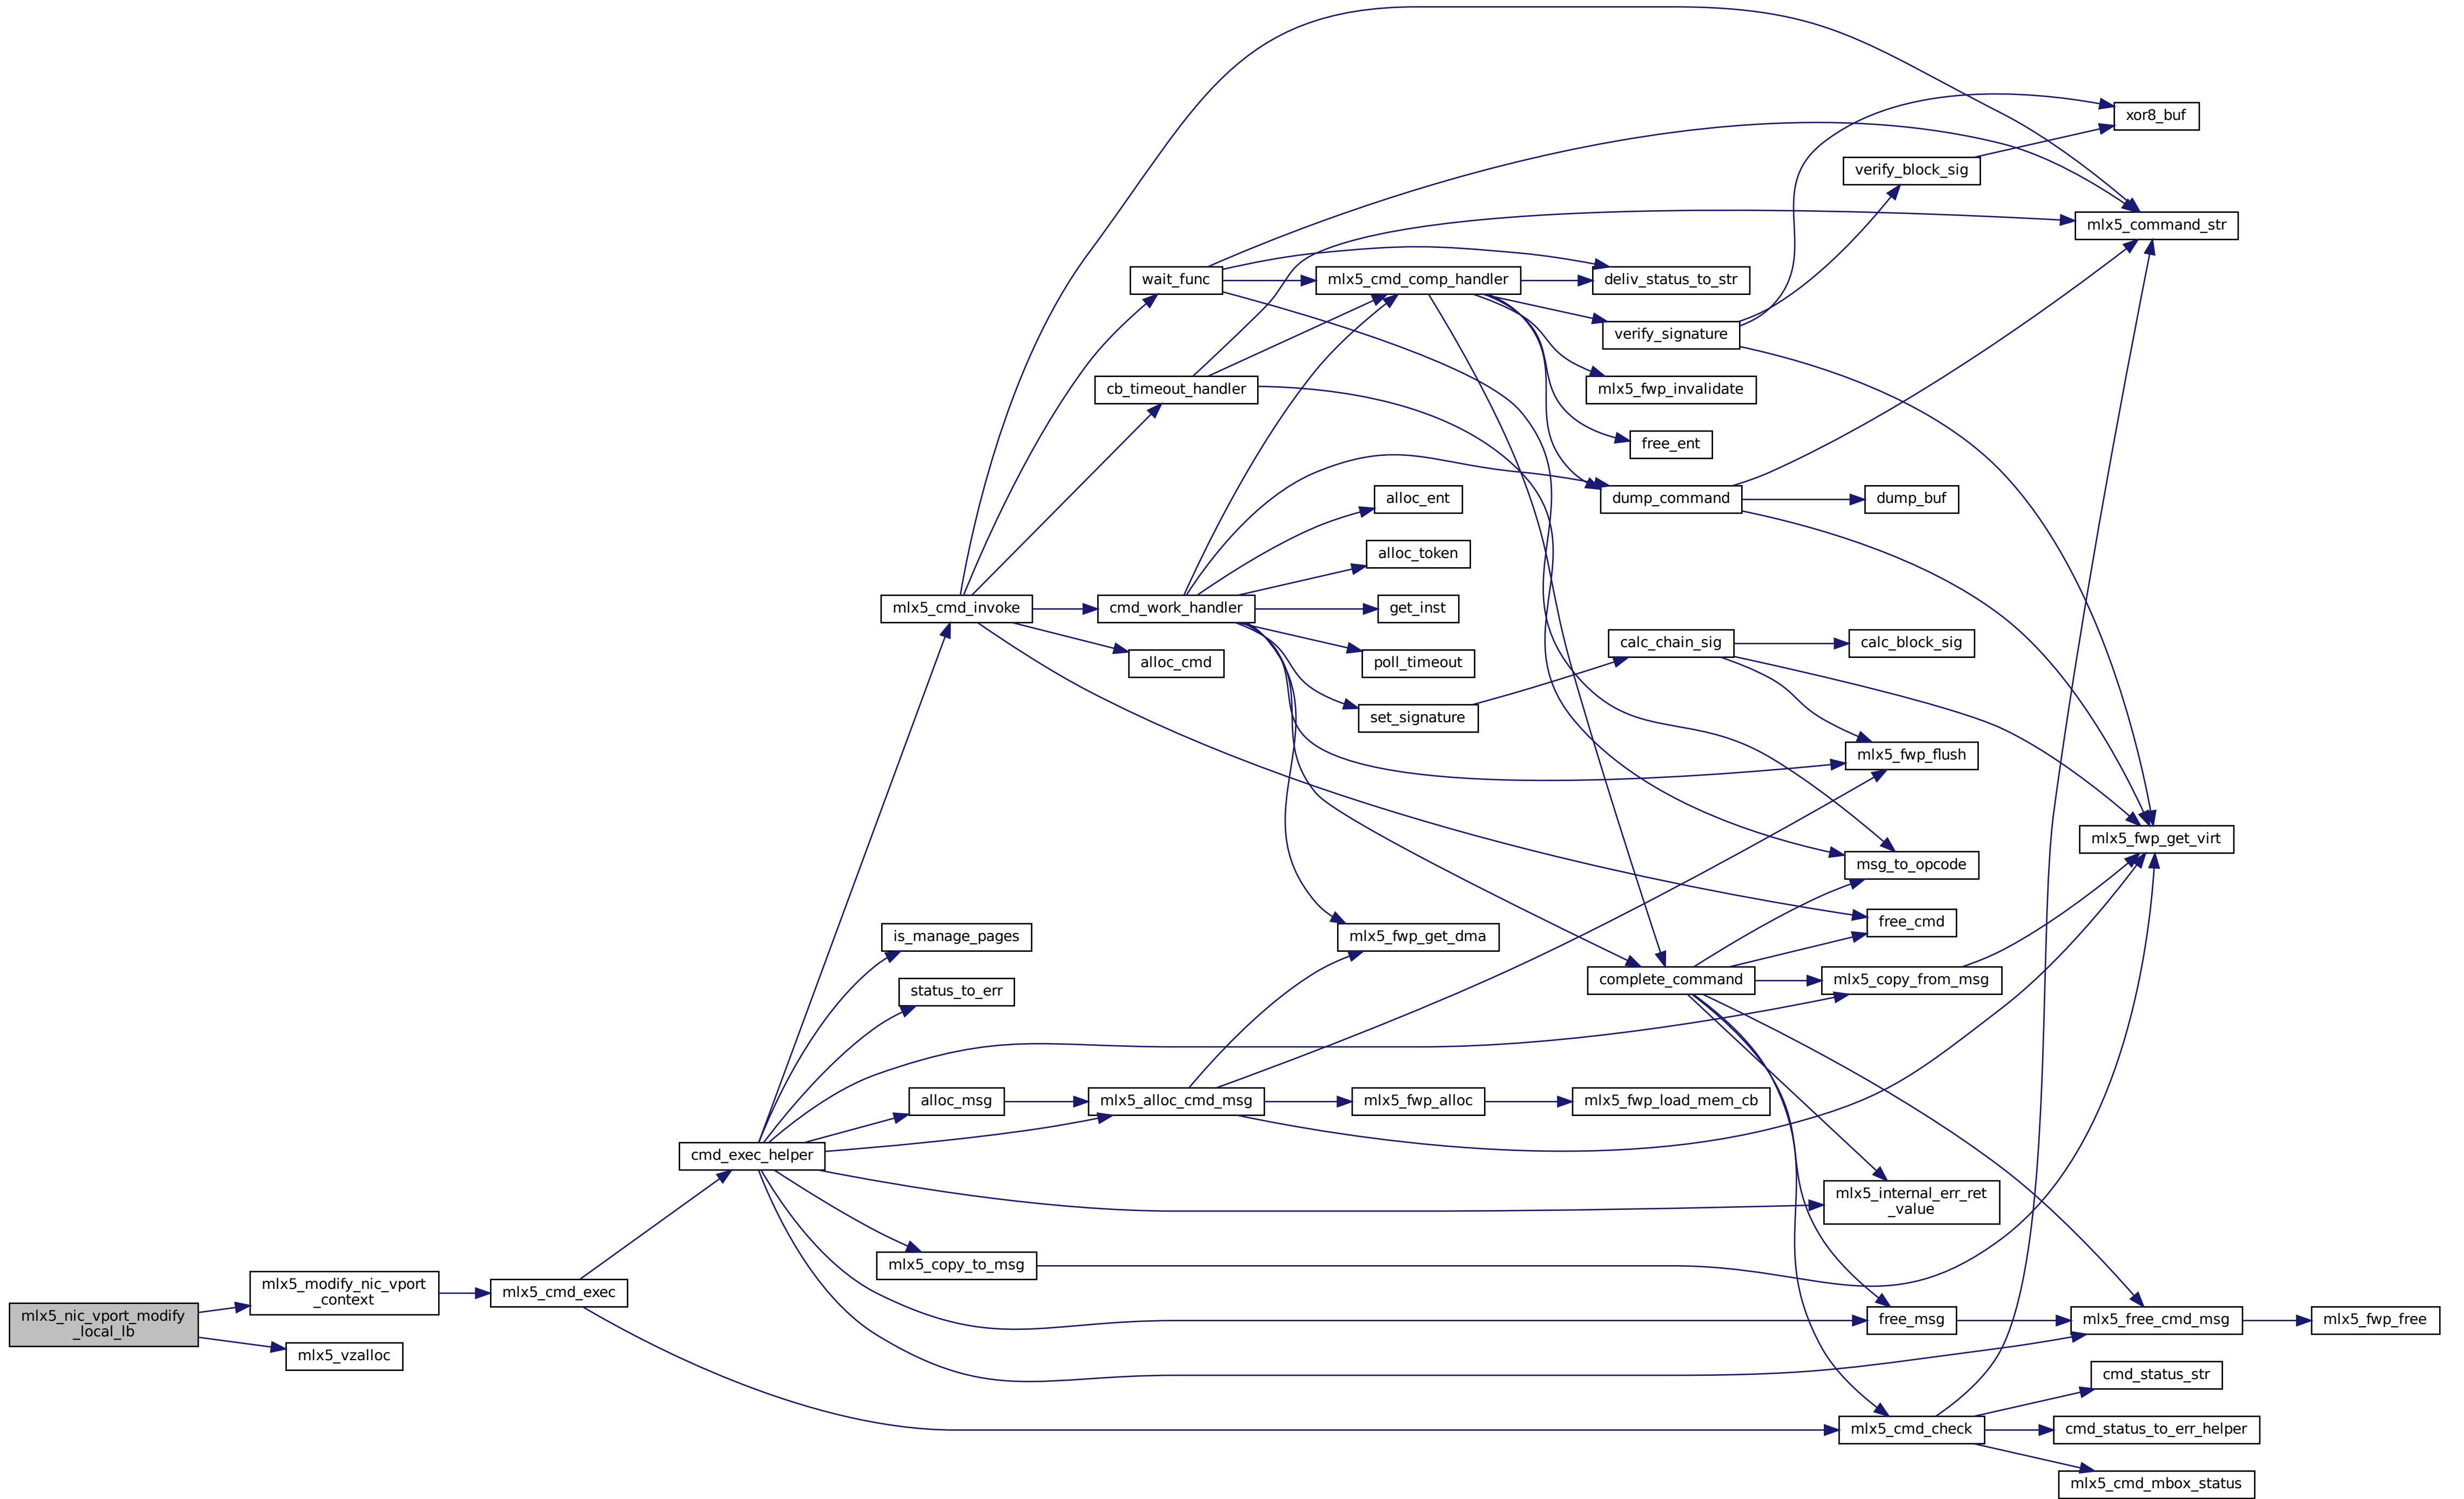 mlx5_nic_vport_modify
_local_lb
mlx5_modify_nic_vport
_context
mlx5_vzalloc
mlx5_cmd_exec
cmd_exec_helper
mlx5_cmd_invoke
is_manage_pages
status_to_err
alloc_msg
mlx5_copy_to_msg
wait_func
cb_timeout_handler
cmd_work_handler
alloc_cmd
mlx5_alloc_cmd_msg
mlx5_cmd_comp_handler
alloc_ent
alloc_token
get_inst
poll_timeout
set_signature
mlx5_fwp_get_dma
mlx5_fwp_alloc
deliv_status_to_str
verify_signature
mlx5_fwp_invalidate
free_ent
dump_command
calc_chain_sig
complete_command
mlx5_fwp_load_mem_cb
verify_block_sig
dump_buf
calc_block_sig
mlx5_fwp_flush
msg_to_opcode
free_cmd
mlx5_copy_from_msg
mlx5_internal_err_ret
_value
free_msg
mlx5_cmd_check
xor8_buf
mlx5_command_str
mlx5_fwp_get_virt
mlx5_free_cmd_msg
cmd_status_str
cmd_status_to_err_helper
mlx5_cmd_mbox_status
mlx5_fwp_free